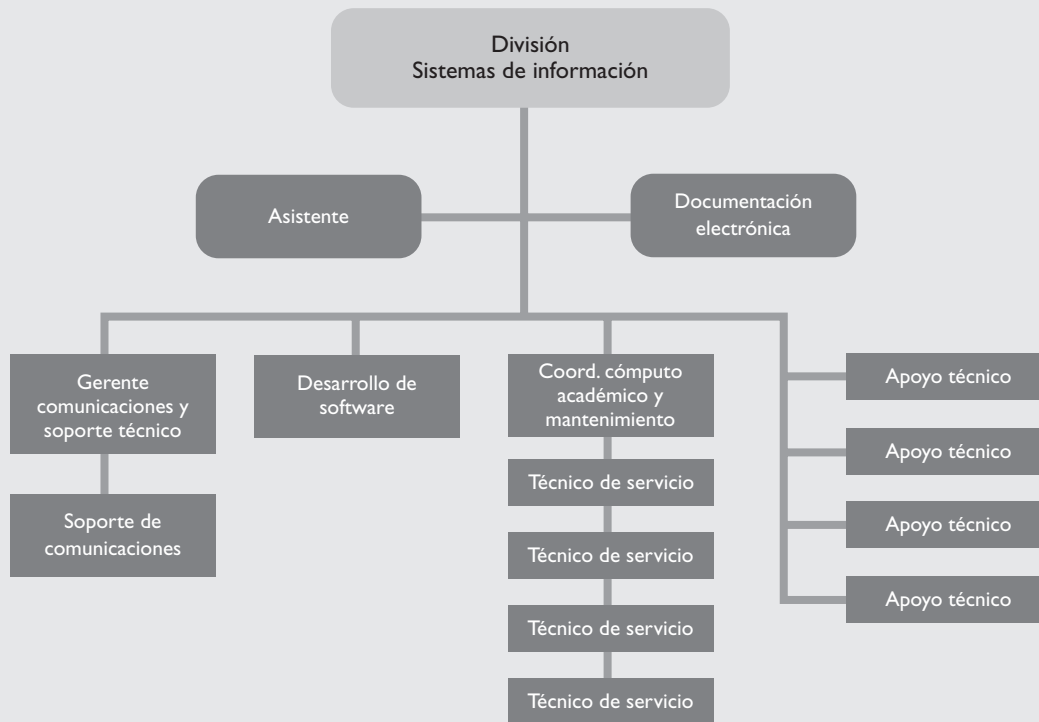 División
Sistemas de información
Asistente
Documentación
electrónica
Gerente
comunicaciones y
soporte técnico
Soporte de
comunicaciones
Desarrollo de
software
Coord. cómputo
académico y
mantenimiento
Técnico de servicio
Técnico de servicio
Técnico de servicio
Técnico de servicio
Apoyo técnico
Apoyo técnico
Apoyo técnico
Apoyo técnico